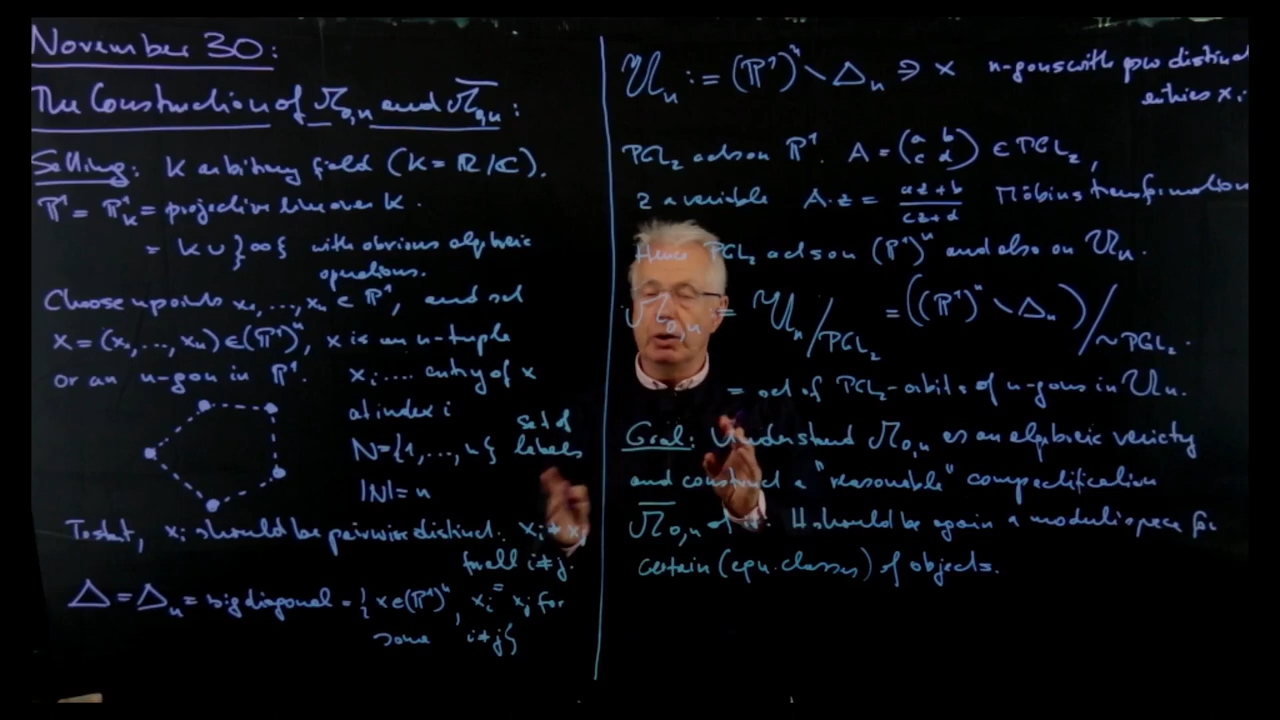 November 30:
The Construction of M₀,ₙ and M̅₀,ₙ :
Setting: K arbitrary field (K = ℝ/ℂ).
ℙ¹ = ℙ¹_K = projective line over K.
= K ∪ }∞{ with obvious algebraic
operations.
Choose n points x₁, ..., xₙ ∈ ℙ¹, and set
x = (x₁, ..., xₙ) ∈ (ℙ¹)ⁿ, x is an n-tuple
or an n-gon in ℙ¹. xᵢ .... entry of x
at index i
N = {1, ..., n} set of labels
|N| = n
To start, xᵢ should be pairwise distinct. xᵢ ≠ xⱼ
for all i≠j.
Δ = Δₙ = big diagonal = {x ∈ (ℙ¹)ⁿ, xᵢ = xⱼ for
some i≠j}
𝒰ₙ := (ℙ¹)ⁿ \ Δₙ ∋ x n-gons with pw distinct
entries xᵢ
PGL₂ acts on ℙ¹. A = (a b; c d) ∈ PGL₂,
z a variable A·z = (az+b)/(cz+d) Möbius transformation
Hence PGL₂ acts on (ℙ¹)ⁿ and also on 𝒰ₙ.
M₀,ₙ = 𝒰ₙ/PGL₂ = ((ℙ¹)ⁿ \ Δₙ)/∼PGL₂.
= set of PGL₂-orbits of n-gons in 𝒰ₙ.
Goal: Understand M₀,ₙ as an algebraic variety
and construct a "reasonable" compactification
M̅₀,ₙ of it. It should be again a moduli space for
certain (equ. classes) of objects.